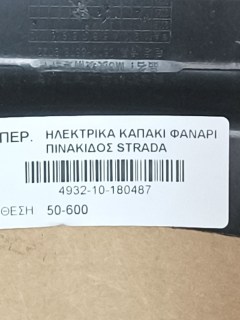 ΠΕΡ. ΗΛΕΚΤΡΙΚΑ ΚΑΠΑΚΙ ΦΑΝΑΡΙ
ΠΙΝΑΚΙΔΟΣ STRADA
4932-10-180487
ΘΕΣΗ 50-600